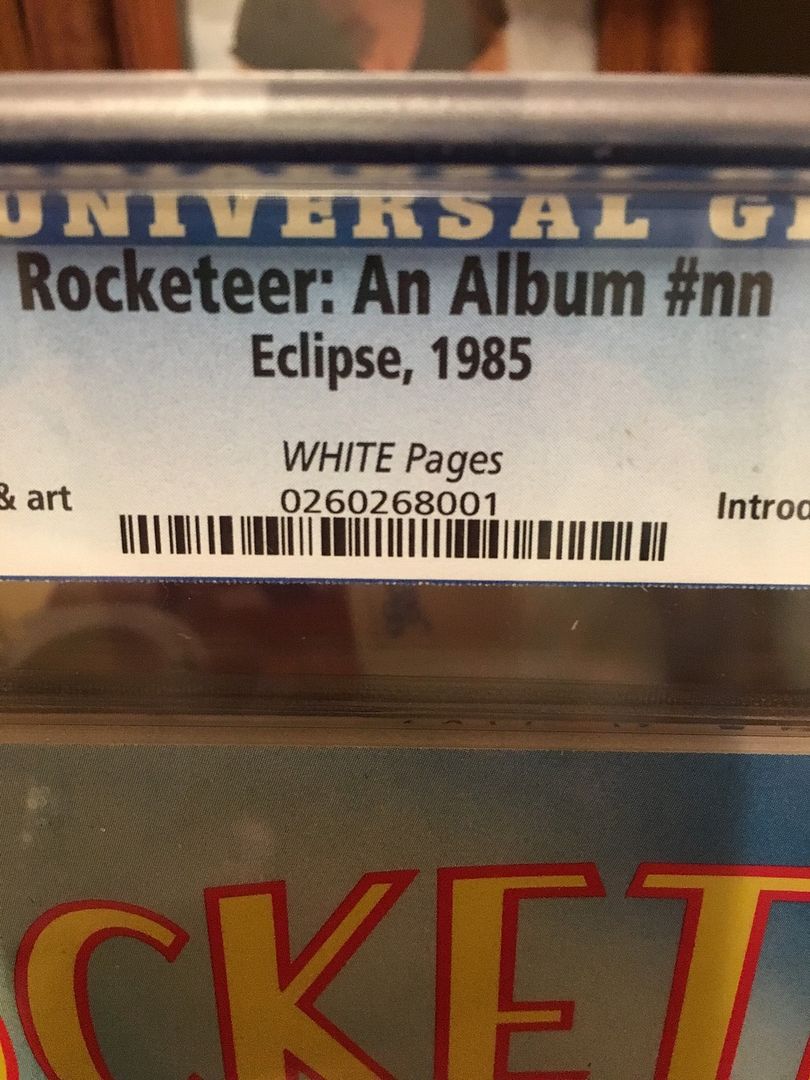 UNIVERSAL G
Rocketeer: An Album #nn
Eclipse, 1985
WHITE Pages
& art
0260268001
Introd
CKET